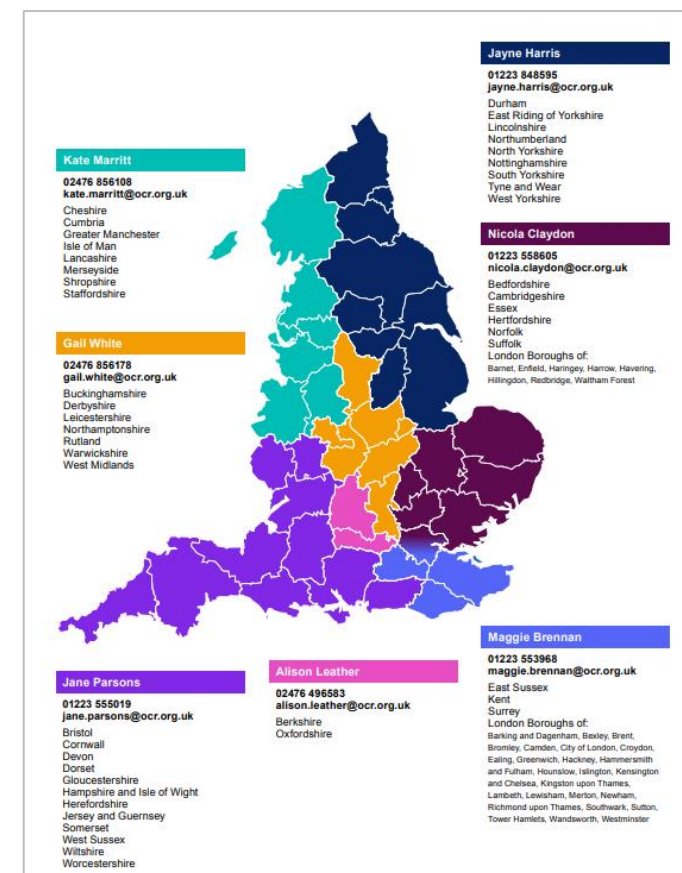 Jayne Harris
01223 848595
jayne.harris@ocr.org.uk
Durham
East Riding of Yorkshire
Lincolnshire
Northumberland
North Yorkshire
Nottinghamshire
South Yorkshire
Tyne and Wear
West Yorkshire
Kate Marritt
02476 856108
kate.marritt@ocr.org.uk
Cheshire
Cumbria
Greater Manchester
Isle of Man
Lancashire
Merseyside
Shropshire
Staffordshire
Nicola Claydon
01223 558605
nicola.claydon@ocr.org.uk
Bedfordshire
Cambridgeshire
Essex
Hertfordshire
Norfolk
Suffolk
London Boroughs of:
Barnet, Enfield, Haringey, Harrow, Havering,
Hillingdon, Redbridge, Waltham Forest
Gail White
02476 856178
gail.white@ocr.org.uk
Buckinghamshire
Derbyshire
Leicestershire
Northamptonshire
Rutland
Warwickshire
West Midlands
Maggie Brennan
01223 553968
maggie.brennan@ocr.org.uk
East Sussex
Kent
Surrey
London Boroughs of:
Barking and Dagenham, Bexley, Brent,
Bromley, Camden, City of London, Croydon,
Ealing, Greenwich, Hackney, Hammersmith
and Fulham, Hounslow, Islington, Kensington
and Chelsea, Kingston upon Thames,
Lambeth, Lewisham, Merton, Newham,
Richmond upon Thames, Southwark, Sutton,
Tower Hamlets, Wandsworth, Westminster
Alison Leather
02476 496583
alison.leather@ocr.org.uk
Berkshire
Oxfordshire
Jane Parsons
01223 555019
jane.parsons@ocr.org.uk
Bristol
Cornwall
Devon
Dorset
Gloucestershire
Hampshire and Isle of Wight
Herefordshire
Jersey and Guernsey
Somerset
West Sussex
Wiltshire
Worcestershire